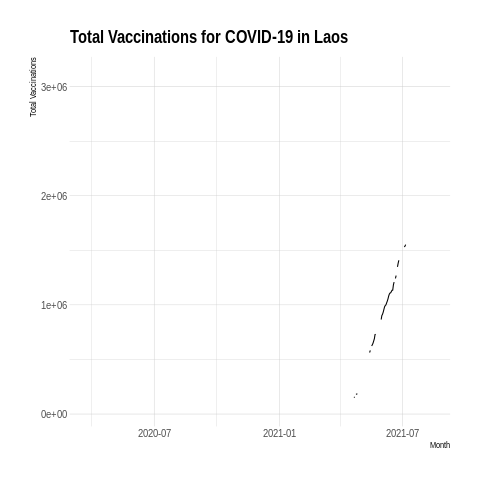 Total Vaccinations for COVID-19 in Laos
Total Vaccinations
3e+06
2e+06
1e+06
0e+00
2020-07 2021-01 2021-07
Month